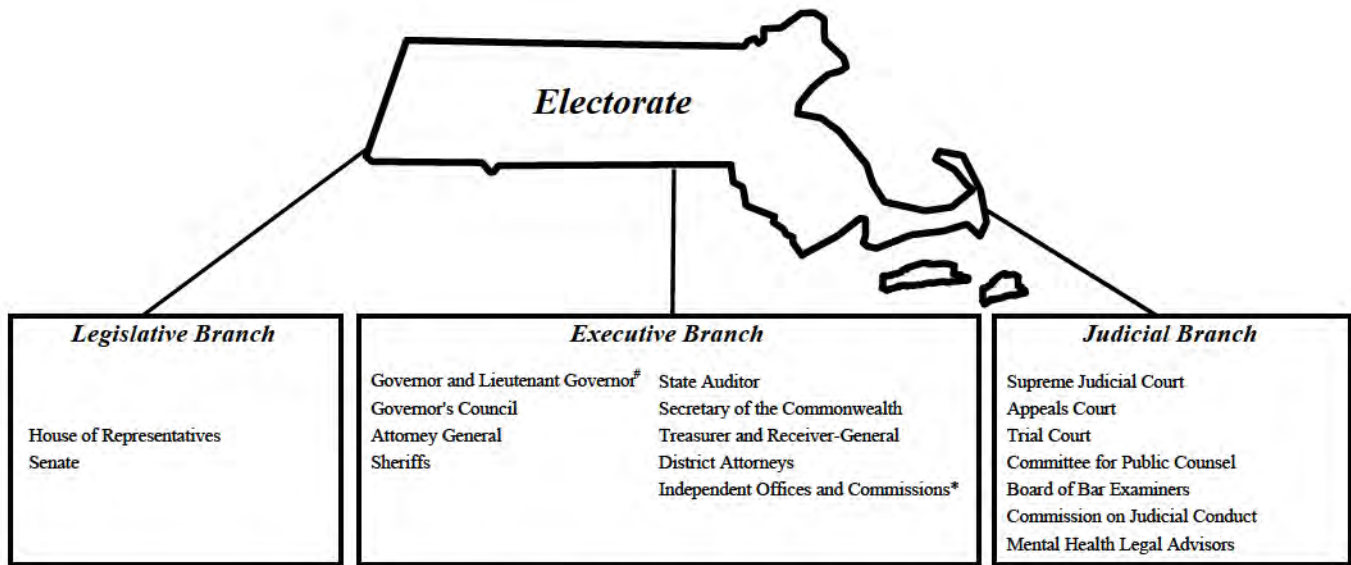 Electorate
Legislative Branch
House of Representatives
Senate
Executive Branch
Governor and Lieutenant Governor#
Governor's Council
Attorney General
Sheriffs
State Auditor
Secretary of the Commonwealth
Treasurer and Receiver-General
District Attorneys
Independent Offices and Commissions*
Judicial Branch
Supreme Judicial Court
Appeals Court
Trial Court
Committee for Public Counsel
Board of Bar Examiners
Commission on Judicial Conduct
Mental Health Legal Advisors